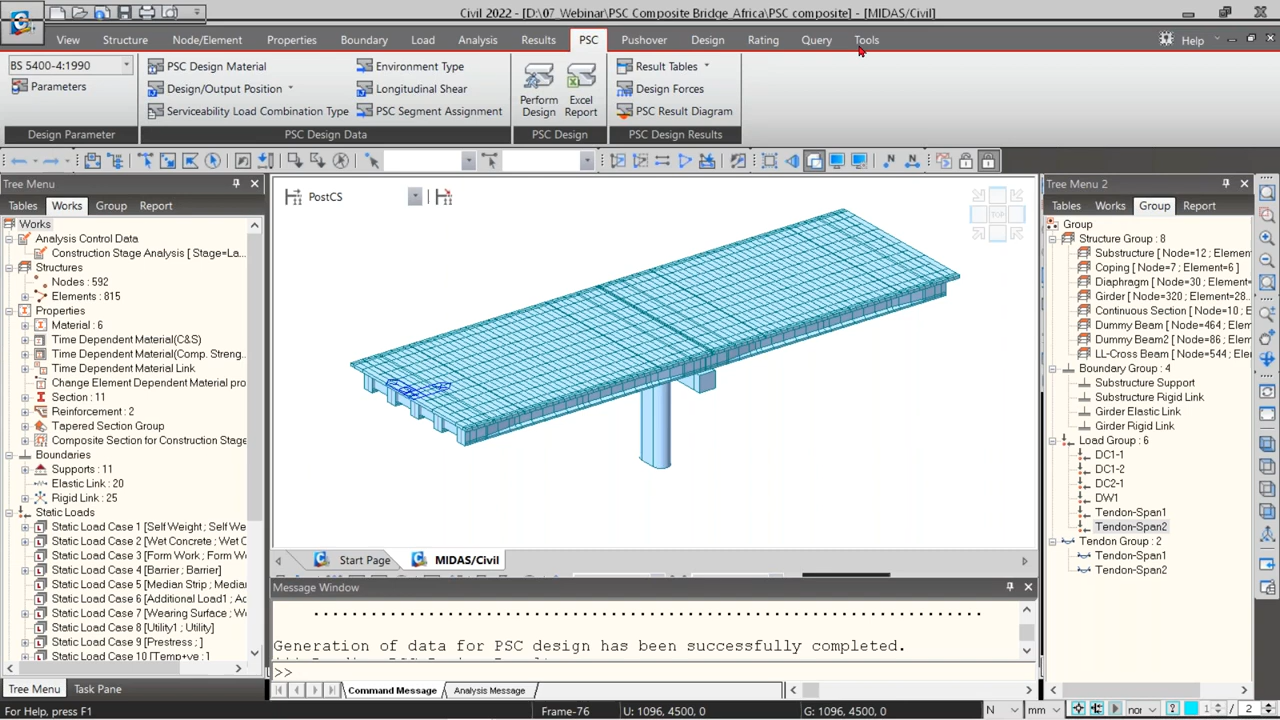 Civil 2022 - [D:\07_Webinar\PSC Composite Bridge_Africa\PSC composite] - [MIDAS/Civil]
View Structure Node/Element Properties Boundary Load Analysis Results PSC Pushover Design Rating Query Tools Help
BS 5400-4:1990
Parameters
Design Parameter
PSC Design Material
Design/Output Position
Serviceability Load Combination Type
Environment Type
Longitudinal Shear
PSC Segment Assignment
PSC Design Data
Perform Design
Excel Report
PSC Design
Result Tables
Design Forces
PSC Result Diagram
PSC Design Results
Tree Menu
Tables Works Group Report
Works
Analysis Control Data
Construction Stage Analysis [ Stage=La...
Structures
Nodes : 592
Elements : 815
Properties
Material : 6
Time Dependent Material(C&S)
Time Dependent Material(Comp. Streng...
Time Dependent Material Link
Change Element Dependent Material pro
Section : 11
Reinforcement : 2
Tapered Section Group
Composite Section for Construction Stage
Boundaries
Supports : 11
Elastic Link : 20
Rigid Link : 25
Static Loads
Static Load Case 1 [Self Weight ; Self W...
Static Load Case 2 [Wet Concrete ; Wet C
Static Load Case 3 [Form Work ; Form W...
Static Load Case 4 [Barrier ; Barrier]
Static Load Case 5 [Median Strip ; Median
Static Load Case 6 [Additional Load1 ; Ad
Static Load Case 7 [Wearing Surface ; W...
Static Load Case 8 [Utility1 ; Utility]
Static Load Case 9 [Prestress ; ]
Static Load Case 10 [Temp+ve ; ]
Tree Menu Task Pane
PostCS
TOP
Start Page MIDAS/Civil
Message Window
Generation of data for PSC design has been successfully completed.
>>
Command Message Analysis Message
Tree Menu 2
Tables Works Group Report
Group
Structure Group : 8
Substructure [ Node=12 ; Element...
Coping [ Node=7 ; Element=6 ]
Diaphragm [ Node=30 ; Element...
Girder [ Node=320 ; Element=28...
Continuous Section [ Node=10 ; E...
Dummy Beam [ Node=464 ; Elem...
Dummy Beam2 [ Node=86 ; Elem...
LL-Cross Beam [ Node=544 ; Elem...
Boundary Group : 4
Substructure Support
Substructure Rigid Link
Girder Elastic Link
Girder Rigid Link
Load Group : 6
DC1-1
DC1-2
DC2-1
DW1
Tendon-Span1
Tendon-Span2
Tendon Group : 2
Tendon-Span1
Tendon-Span2
For Help, press F1 Frame-76 U: 1096, 4500, 0 G: 1096, 4500, 0 N mm nor 1 / 2